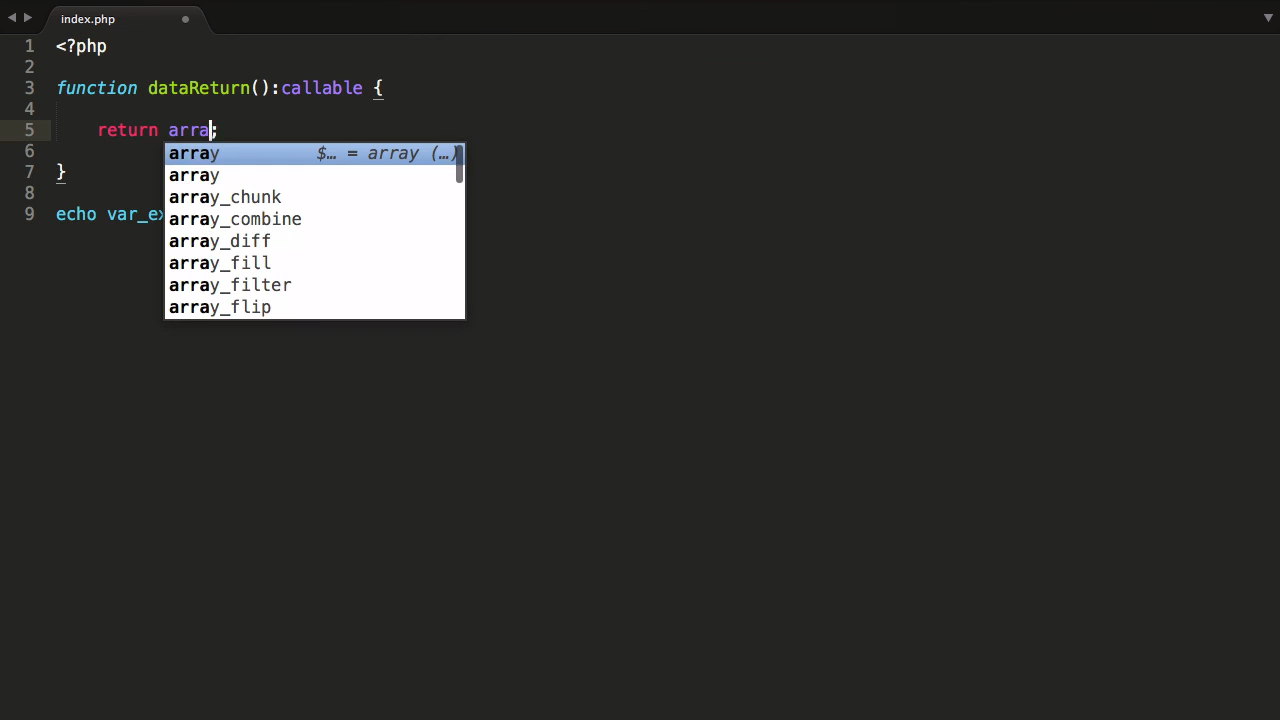 index.php
1 <?php
2
3 function dataReturn():callable {
4
5 return arra;
6
7 }
8
9 echo var_ex
array $… = array (…)
array
array_chunk
array_combine
array_diff
array_fill
array_filter
array_flip